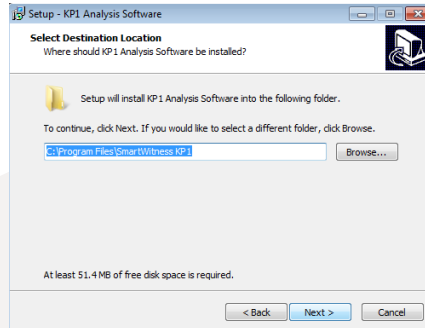 Setup - KP1 Analysis Software
Select Destination Location
Where should KP1 Analysis Software be installed?
Setup will install KP1 Analysis Software into the following folder.
To continue, click Next. If you would like to select a different folder, click Browse.
C:\Program Files\SmartWitness KP1
Browse...
At least 51.4 MB of free disk space is required.
< Back
Next >
Cancel